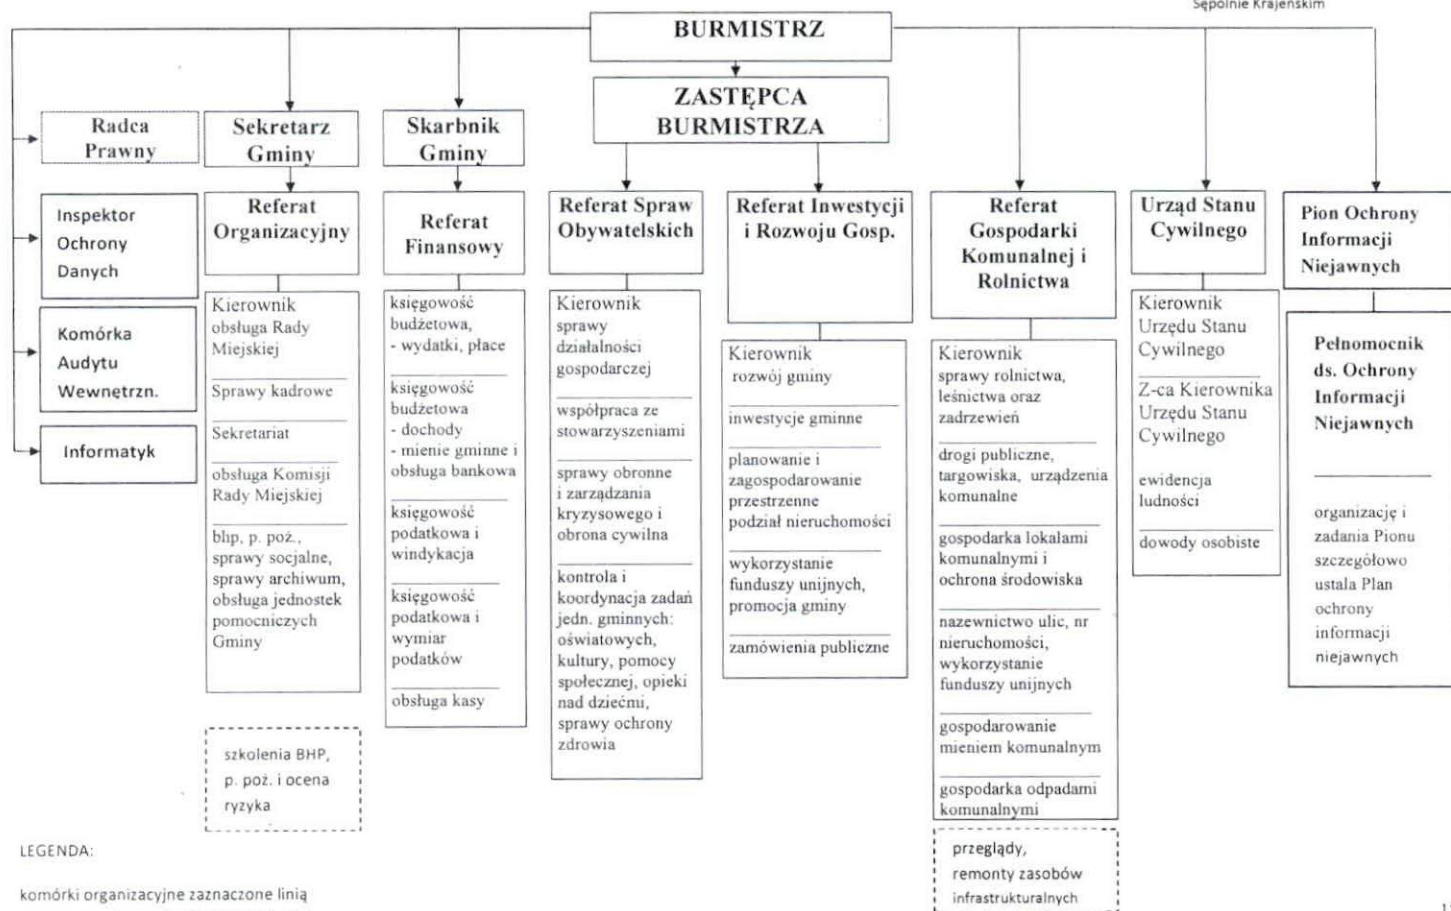 Sępólnie Krajeńskim
BURMISTRZ
ZASTĘPCA
BURMISTRZA
Radca
Prawny
Sekretarz
Gminy
Skarbnik
Gminy
Inspektor
Ochrony
Danych
Komórka
Audytu
Wewnętrzn.
Informatyk
Referat
Organizacyjny
Kierownik
obsługa Rady
Miejskiej
Sprawy kadrowe
Sekretariat
obsługa Komisji
Rady Miejskiej
bhp, p. poż.,
sprawy socjalne,
sprawy archiwum,
obsługa jednostek
pomocniczych
Gminy
szkolenia BHP,
p. poż. i ocena
ryzyka
Referat
Finansowy
księgowość
budżetowa,
- wydatki, płace
księgowość
budżetowa
- dochody
- mienie gminne i
obsługa bankowa
księgowość
podatkowa i
windykacja
księgowość
podatkowa i
wymiar
podatków
obsługa kasy
Referat Spraw
Obywatelskich
Kierownik
sprawy
działalności
gospodarczej
współpraca ze
stowarzyszeniami
sprawy obronne
i zarządzania
kryzysowego i
obrona cywilna
kontrola i
koordynacja zadań
jedn. gminnych:
oświatowych,
kultury, pomocy
społecznej, opieki
nad dziećmi,
sprawy ochrony
zdrowia
Referat Inwestycji
i Rozwoju Gosp.
Kierownik
rozwój gminy
inwestycje gminne
planowanie i
zagospodarowanie
przestrzenne
podział nieruchomości
wykorzystanie
funduszy unijnych,
promocja gminy
zamówienia publiczne
Referat
Gospodarki
Komunalnej i
Rolnictwa
Kierownik
sprawy rolnictwa,
leśnictwa oraz
zadrzewień
drogi publiczne,
targowiska, urządzenia
komunalne
gospodarka lokalami
komunalnymi i
ochrona środowiska
nazewnictwo ulic, nr
nieruchomości,
wykorzystanie
funduszy unijnych
gospodarowanie
mieniem komunalnym
gospodarka odpadami
komunalnymi
przeglądy,
remonty zasobów
infrastrukturalnych
Urząd Stanu
Cywilnego
Kierownik
Urzędu Stanu
Cywilnego
Z-ca Kierownika
Urzędu Stanu
Cywilnego
ewidencja
ludności
dowody osobiste
Pion Ochrony
Informacji
Niejawnych
Pełnomocnik
ds. Ochrony
Informacji
Niejawnych
organizację i
zadania Pionu
szczegółowo
ustala Plan
ochrony
informacji
niejawnych
LEGENDA:
komórki organizacyjne zaznaczone linią